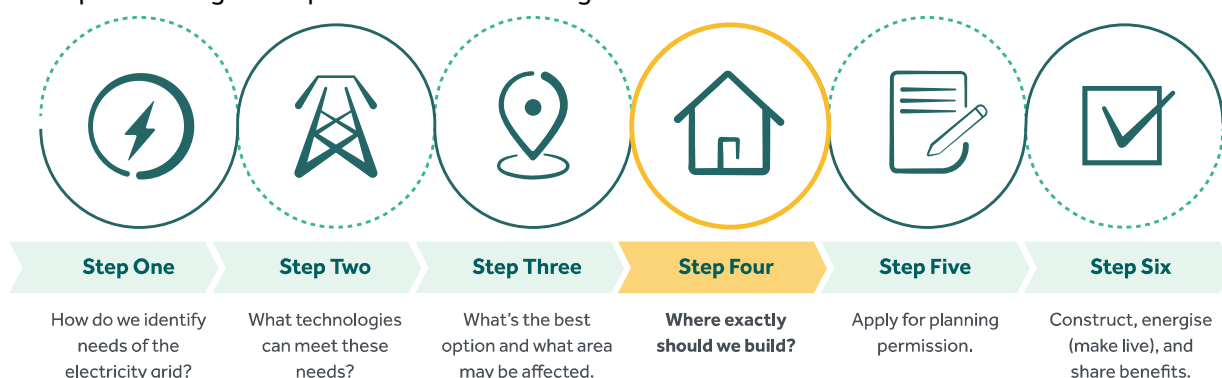 Step One
Step Two
Step Three
Step Four
Step Five
Step Six
How do we identify
needs of the
electricity grid?
What technologies
can meet these
needs?
What's the best
option and what area
may be affected.
Where exactly
should we build?
Apply for planning
permission.
Construct, energise
(make live), and
share benefits.